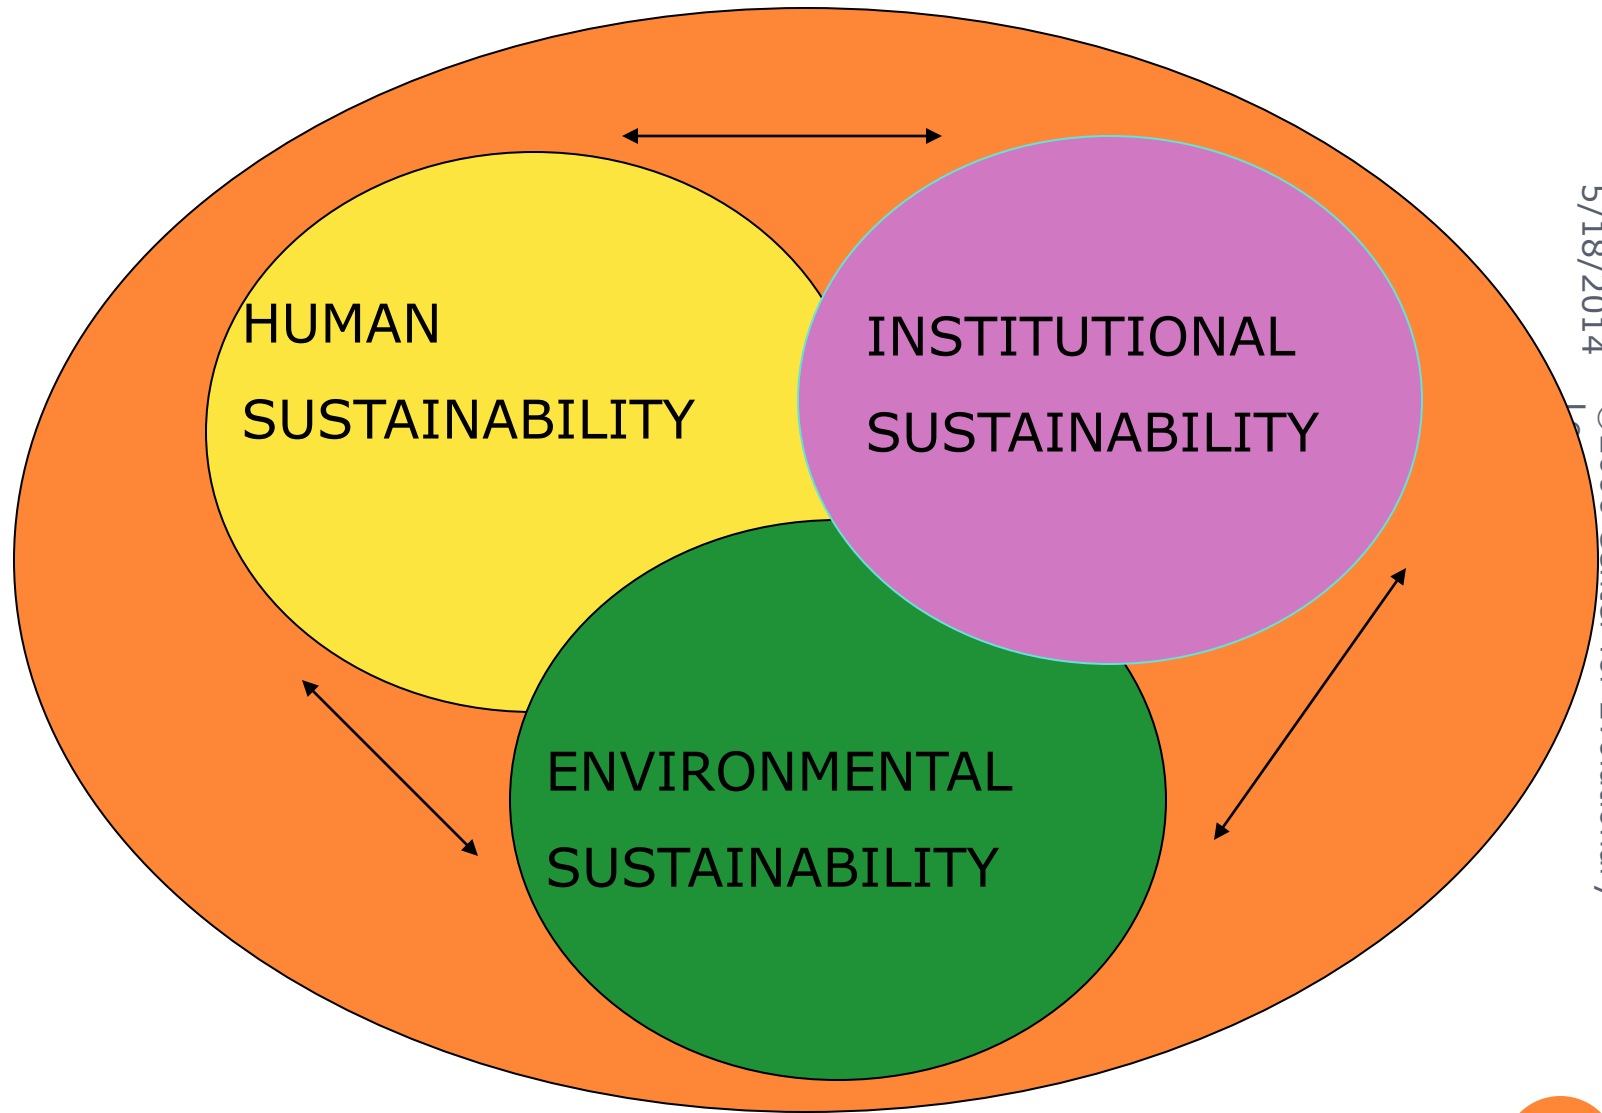 HUMAN
SUSTAINABILITY
INSTITUTIONAL
SUSTAINABILITY
ENVIRONMENTAL
SUSTAINABILITY
5/18/2014